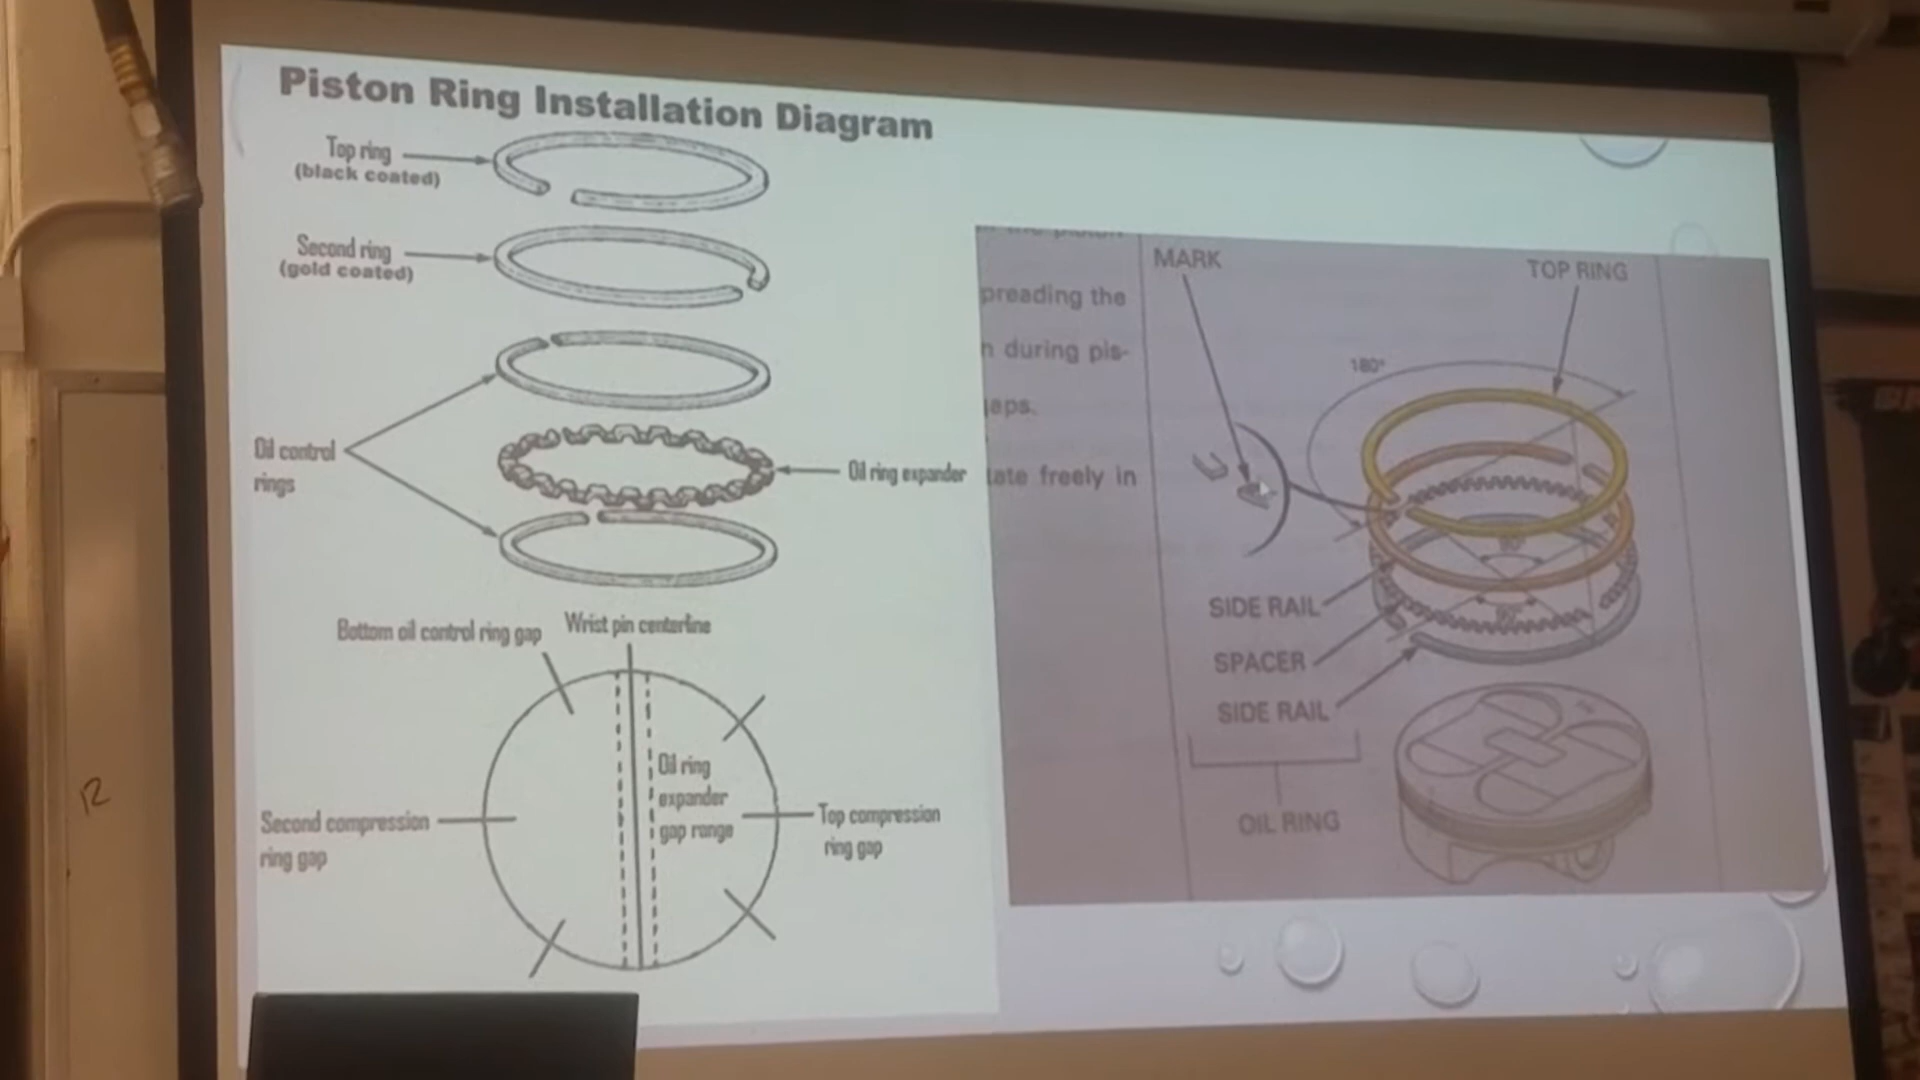 Piston Ring Installation Diagram
Top ring
(black coated)
Second ring
(gold coated)
Oil control
rings
Oil ring expander
Bottom oil control ring gap
Wrist pin centerline
Oil ring
expander
gap range
Second compression
ring gap
Top compression
ring gap
preading the
n during pis-
aps.
tate freely in
MARK
TOP RING
180°
SIDE RAIL
SPACER
SIDE RAIL
OIL RING
12